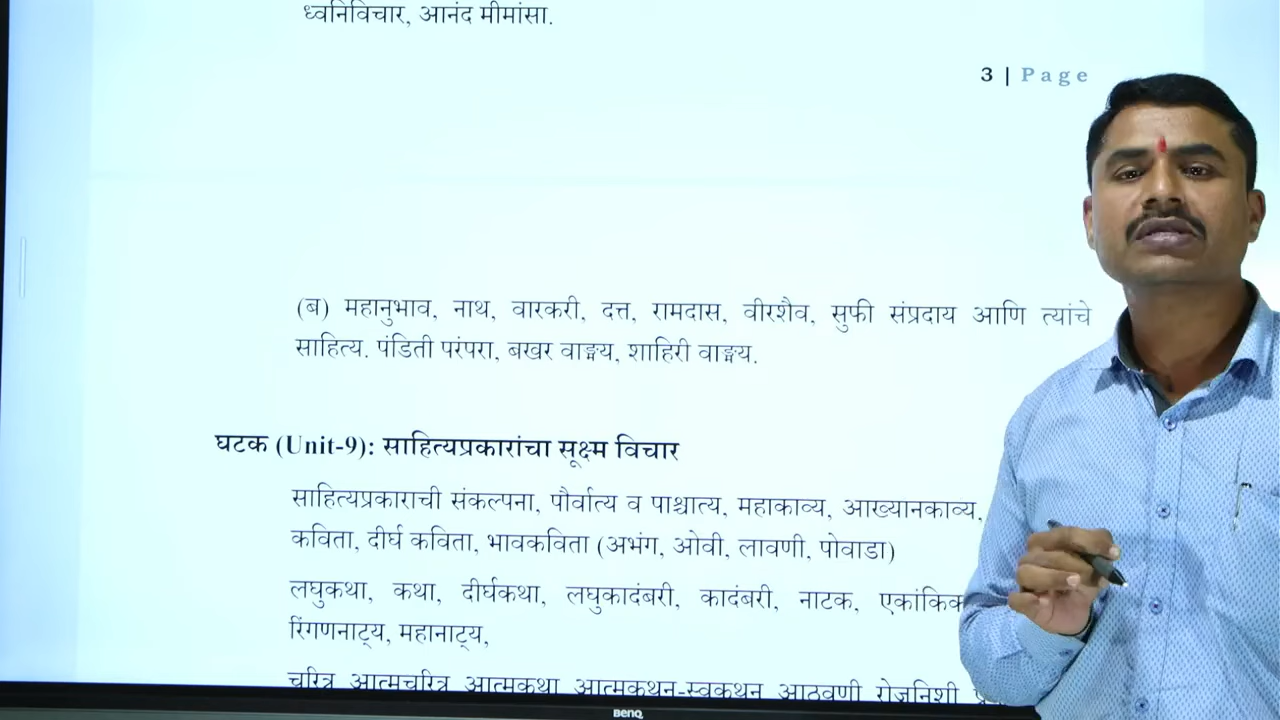 ध्वनिविचार, आनंद मीमांसा.
3 | Page
(ब) महानुभाव, नाथ, वारकरी, दत्त, रामदास, वीरशैव, सुफी संप्रदाय आणि त्यांचे
साहित्य. पंडिती परंपरा, बखर वाङ्मय, शाहिरी वाङ्मय.
घटक (Unit-9): साहित्यप्रकारांचा सूक्ष्म विचार
साहित्यप्रकाराची संकल्पना, पौर्वात्य व पाश्चात्य, महाकाव्य, आख्यानकाव्य,
कविता, दीर्घ कविता, भावकविता (अभंग, ओवी, लावणी, पोवाडा)
लघुकथा, कथा, दीर्घकथा, लघुकादंबरी, कादंबरी, नाटक,
रिंगणनाट्य, महानाट्य,
चरित्र आत्मचरित्र आत्मकथा आत्मकथन-स्वकथन आठवणी रोजनिशी
BenQ